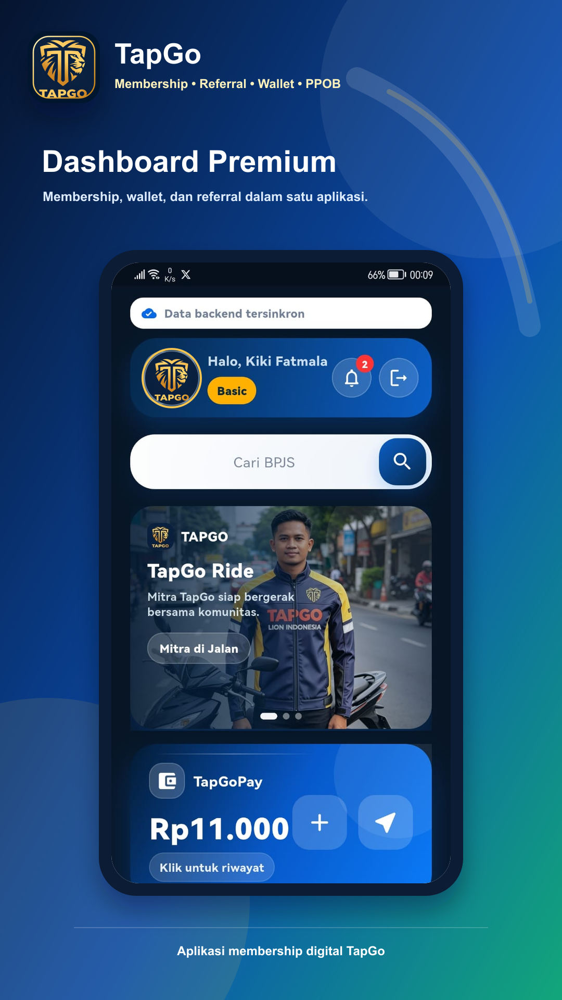 TAPGO
TapGo
Membership • Referral • Wallet • PPOB
Dashboard Premium
Membership, wallet, dan referral dalam satu aplikasi.
0
K/s
66%
00:09
Data backend tersinkron
TAPGO
Halo, Kiki Fatmala
Basic
2
Cari BPJS
TAPGO
TAPGO
TapGo Ride
Mitra TapGo siap bergerak
bersama komunitas.
TAPGO
LION INDONESIA
Mitra di Jalan
TapGoPay
Rp11.000
Klik untuk riwayat
Aplikasi membership digital TapGo